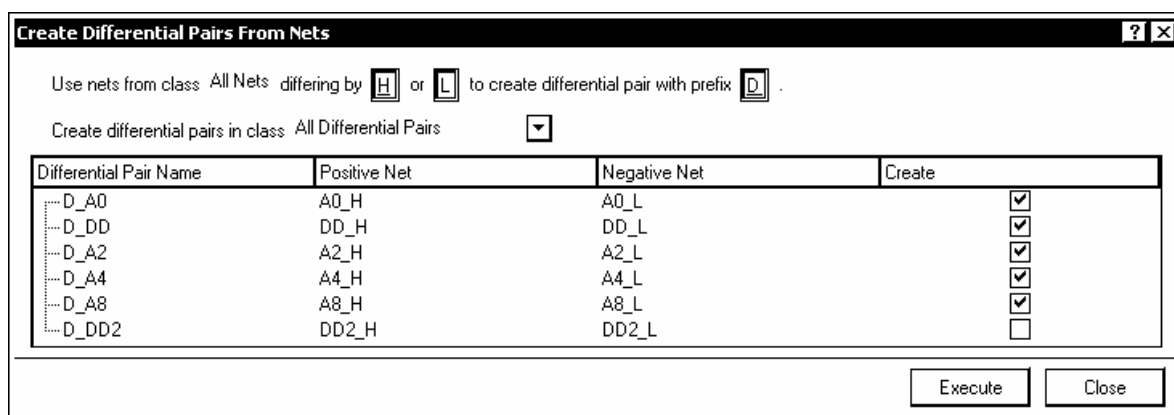 Create Differential Pairs From Nets ? X
Use nets from class All Nets differing by H or L to create differential pair with prefix D .
Create differential pairs in class All Differential Pairs
Differential Pair Name Positive Net Negative Net Create
D_A0 A0_H A0_L
D_DD DD_H DD_L
D_A2 A2_H A2_L
D_A4 A4_H A4_L
D_A8 A8_H A8_L
D_DD2 DD2_H DD2_L
Execute Close